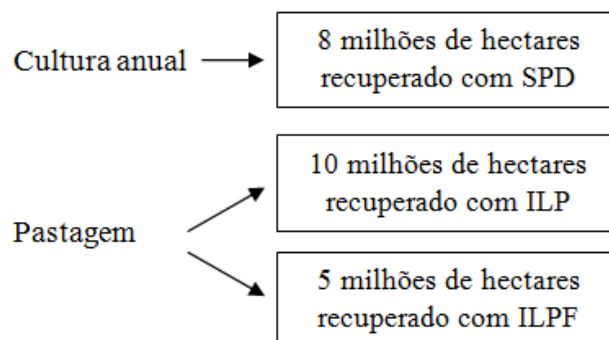 Cultura anual
8 milhões de hectares
recuperado com SPD
10 milhões de hectares
recuperado com ILP
Pastagem
5 milhões de hectares
recuperado com ILPF